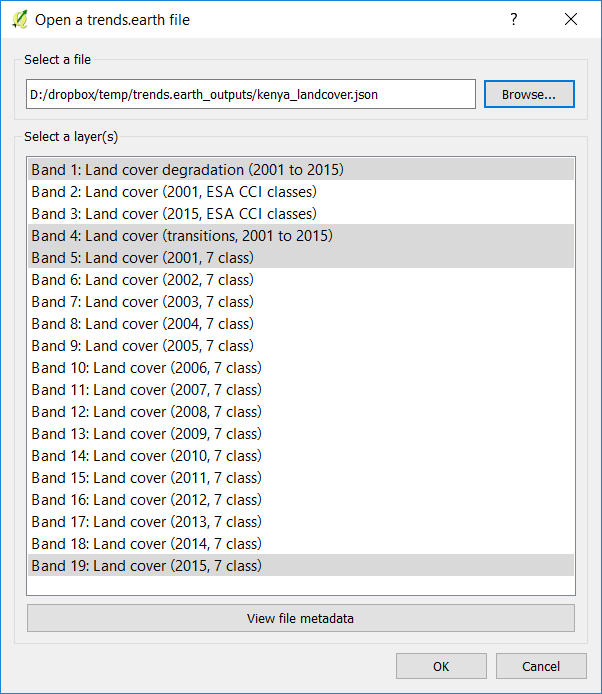 Open a trends.earth file
?
Select a file
D:/dropbox/temp/trends.earth_outputs/kenya_landcover.json
Browse...
Select a layer(s)
Band 1: Land cover degradation (2001 to 2015)
Band 2: Land cover (2001, ESA CCI classes)
Band 3: Land cover (2015, ESA CCI classes)
Band 4: Land cover (transitions, 2001 to 2015)
Band 5: Land cover (2001, 7 class)
Band 6: Land cover (2002, 7 class)
Band 7: Land cover (2003, 7 class)
Band 8: Land cover (2004, 7 class)
Band 9: Land cover (2005, 7 class)
Band 10: Land cover (2006, 7 class)
Band 11: Land cover (2007, 7 class)
Band 12: Land cover (2008, 7 class)
Band 13: Land cover (2009, 7 class)
Band 14: Land cover (2010, 7 class)
Band 15: Land cover (2011, 7 class)
Band 16: Land cover (2012, 7 class)
Band 17: Land cover (2013, 7 class)
Band 18: Land cover (2014, 7 class)
Band 19: Land cover (2015, 7 class)
View file metadata
OK
Cancel